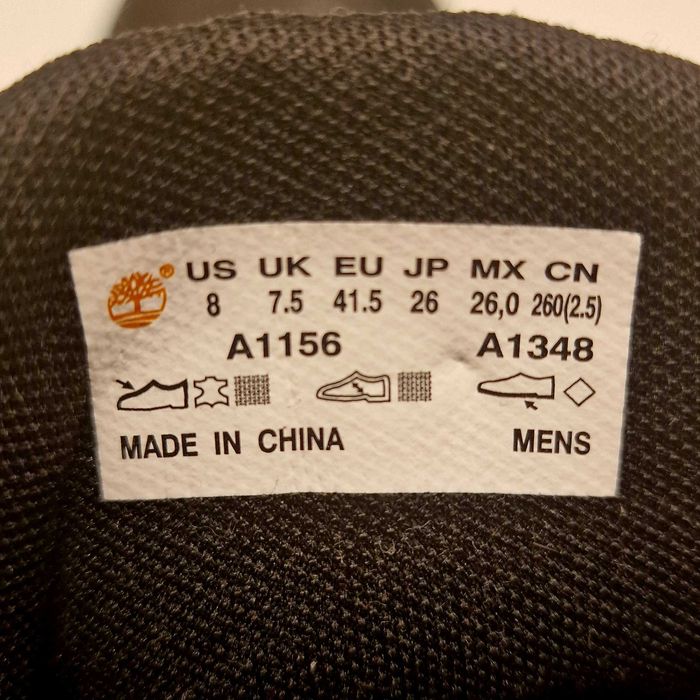 ® US UK EU JP MX CN
8 7.5 41.5 26 26,0 260(2.5)
A1156 A1348
MADE IN CHINA MENS